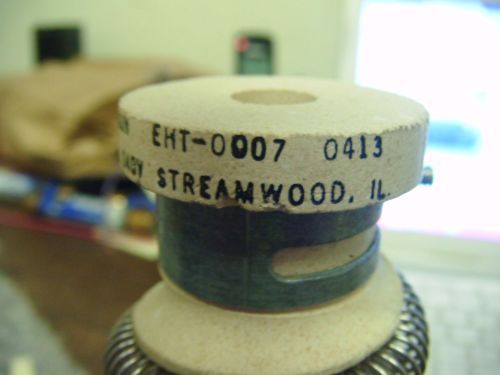 EHT-0007 0413
STREAMWOOD, IL.